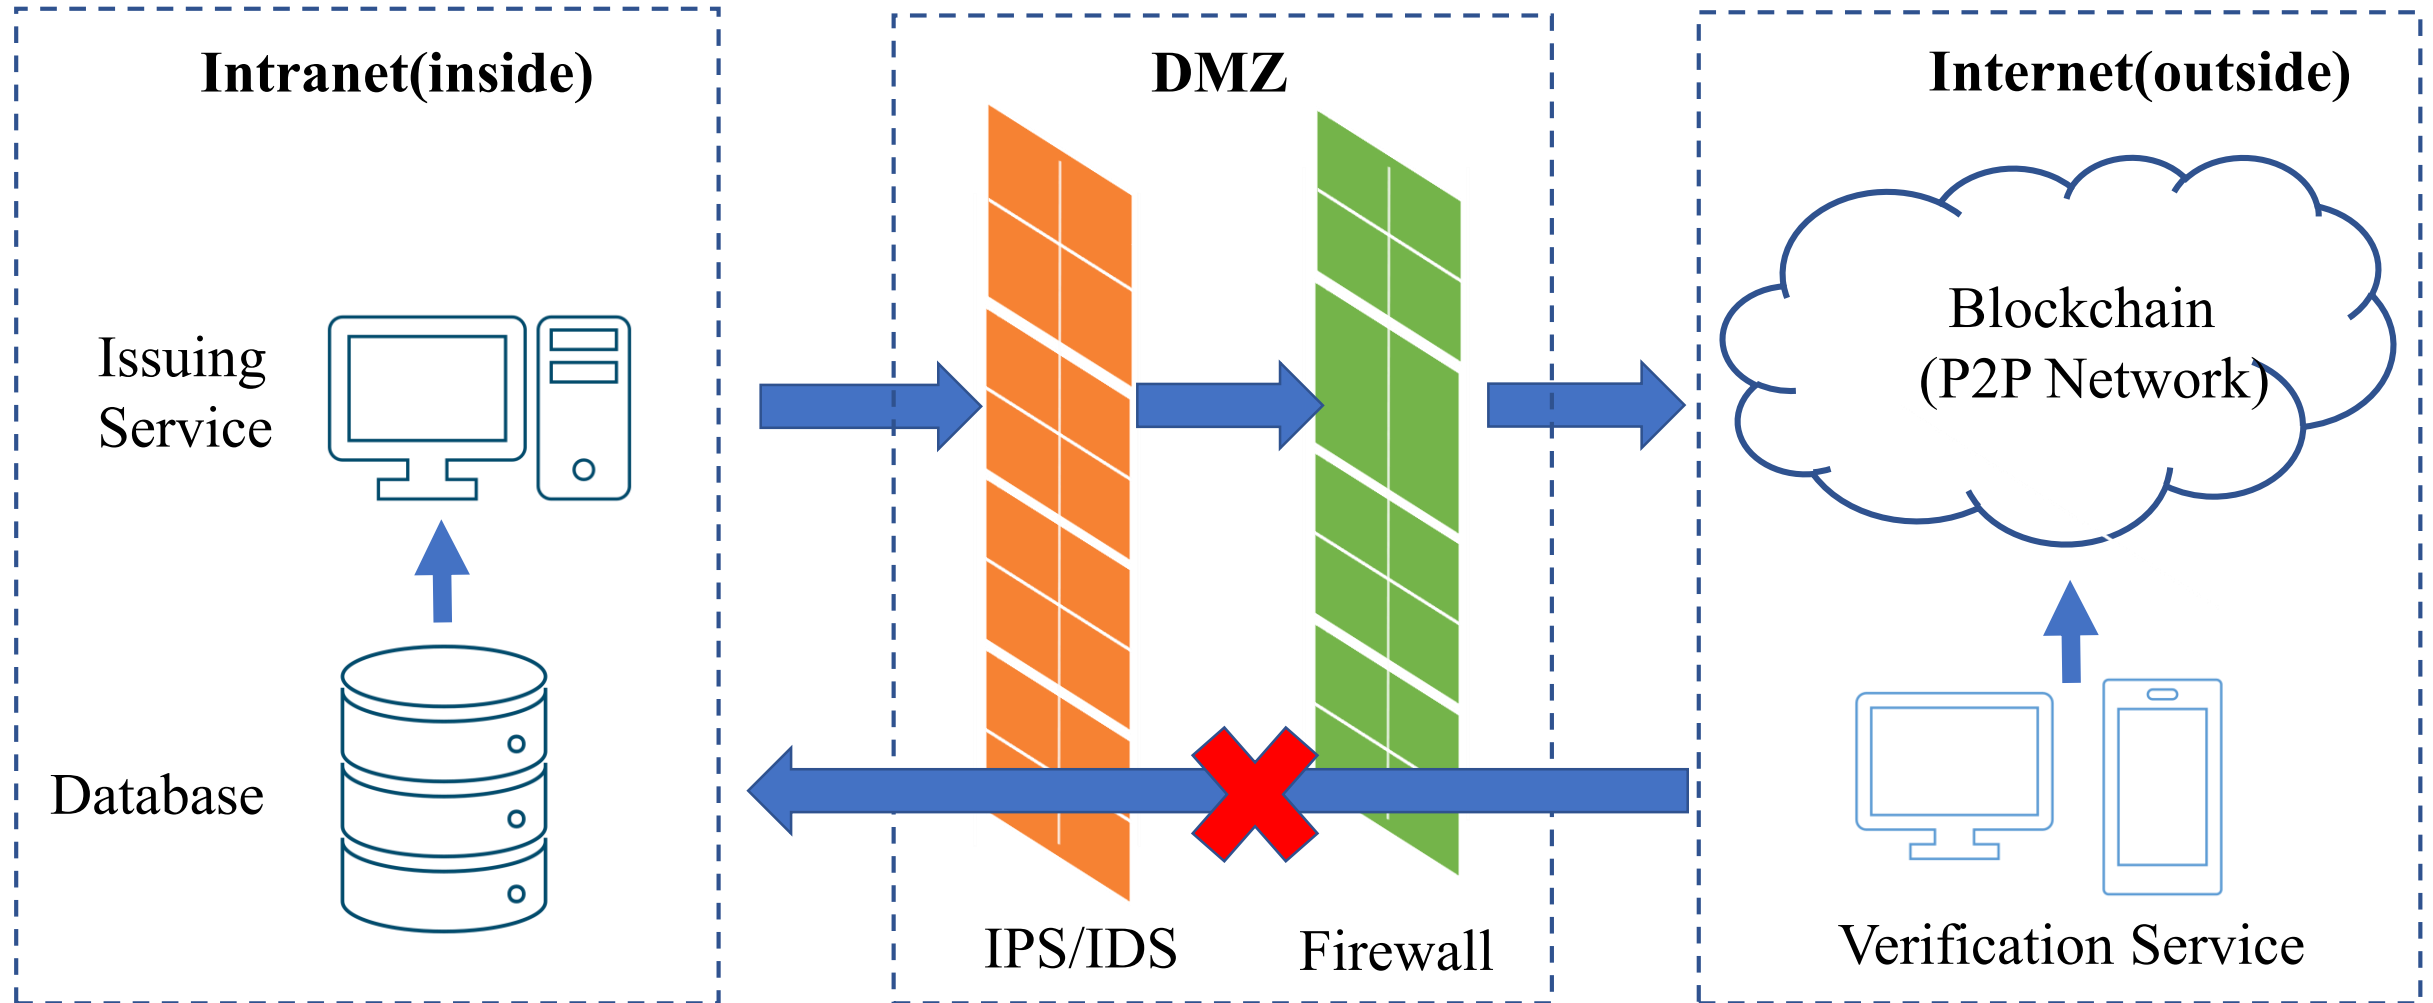 Intranet(inside)
DMZ
Internet(outside)
Issuing
Service
Blockchain
(P2P Network)
Database
IPS/IDS
Firewall
Verification Service